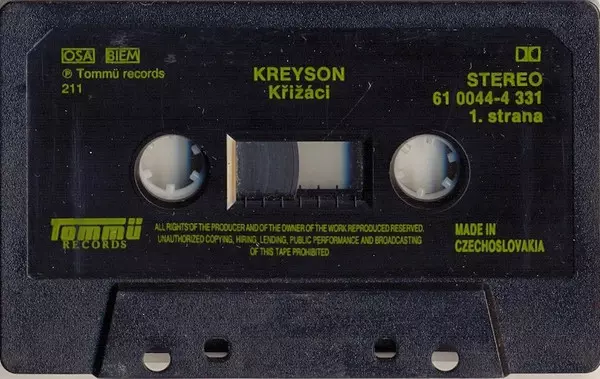 OSA BIEM
℗ Tommü records
211
KREYSON
Křižáci
STEREO
61 0044-4 331
1. strana
Tommü
RECORDS
ALL RIGHTS OF THE PRODUCER AND OF THE OWNER OF THE WORK REPRODUCED RESERVED.
UNAUTHORIZED COPYING, HIRING, LENDING, PUBLIC PERFORMANCE AND BROADCASTING
OF THIS TAPE PROHIBITED
MADE IN
CZECHOSLOVAKIA